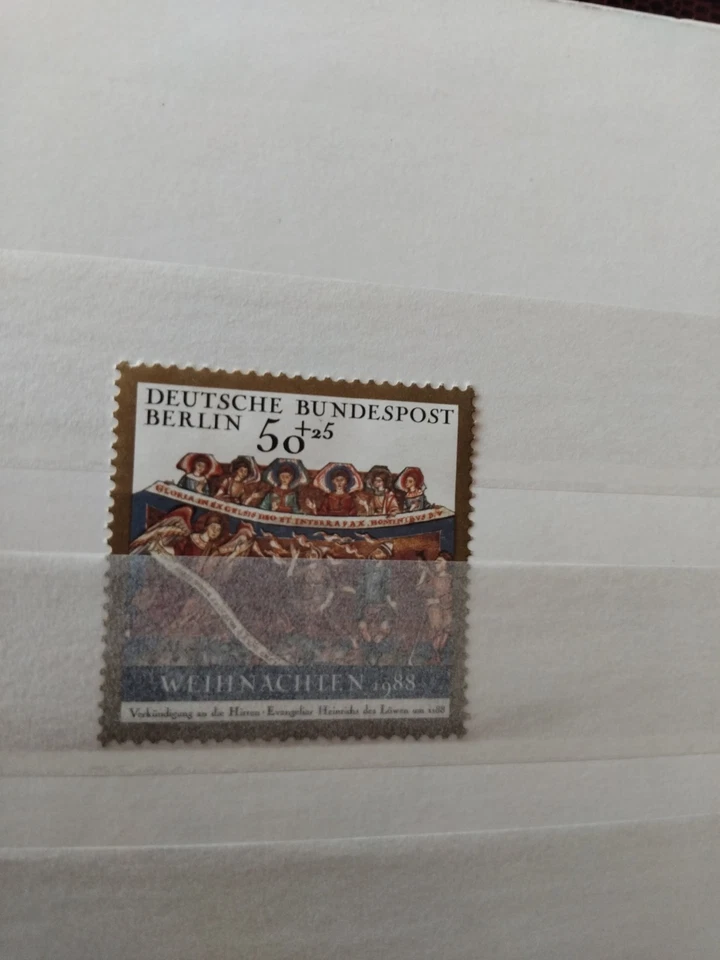 DEUTSCHE BUNDESPOST
BERLIN 50+25
GLORIA IN EXCELSIS DEO ET IN TERRA PAX HOMINIBUS
WEIHNACHTEN 1988
Verkündigung an die Hirten · Evangeliar Heinrichs des Löwen um 1188